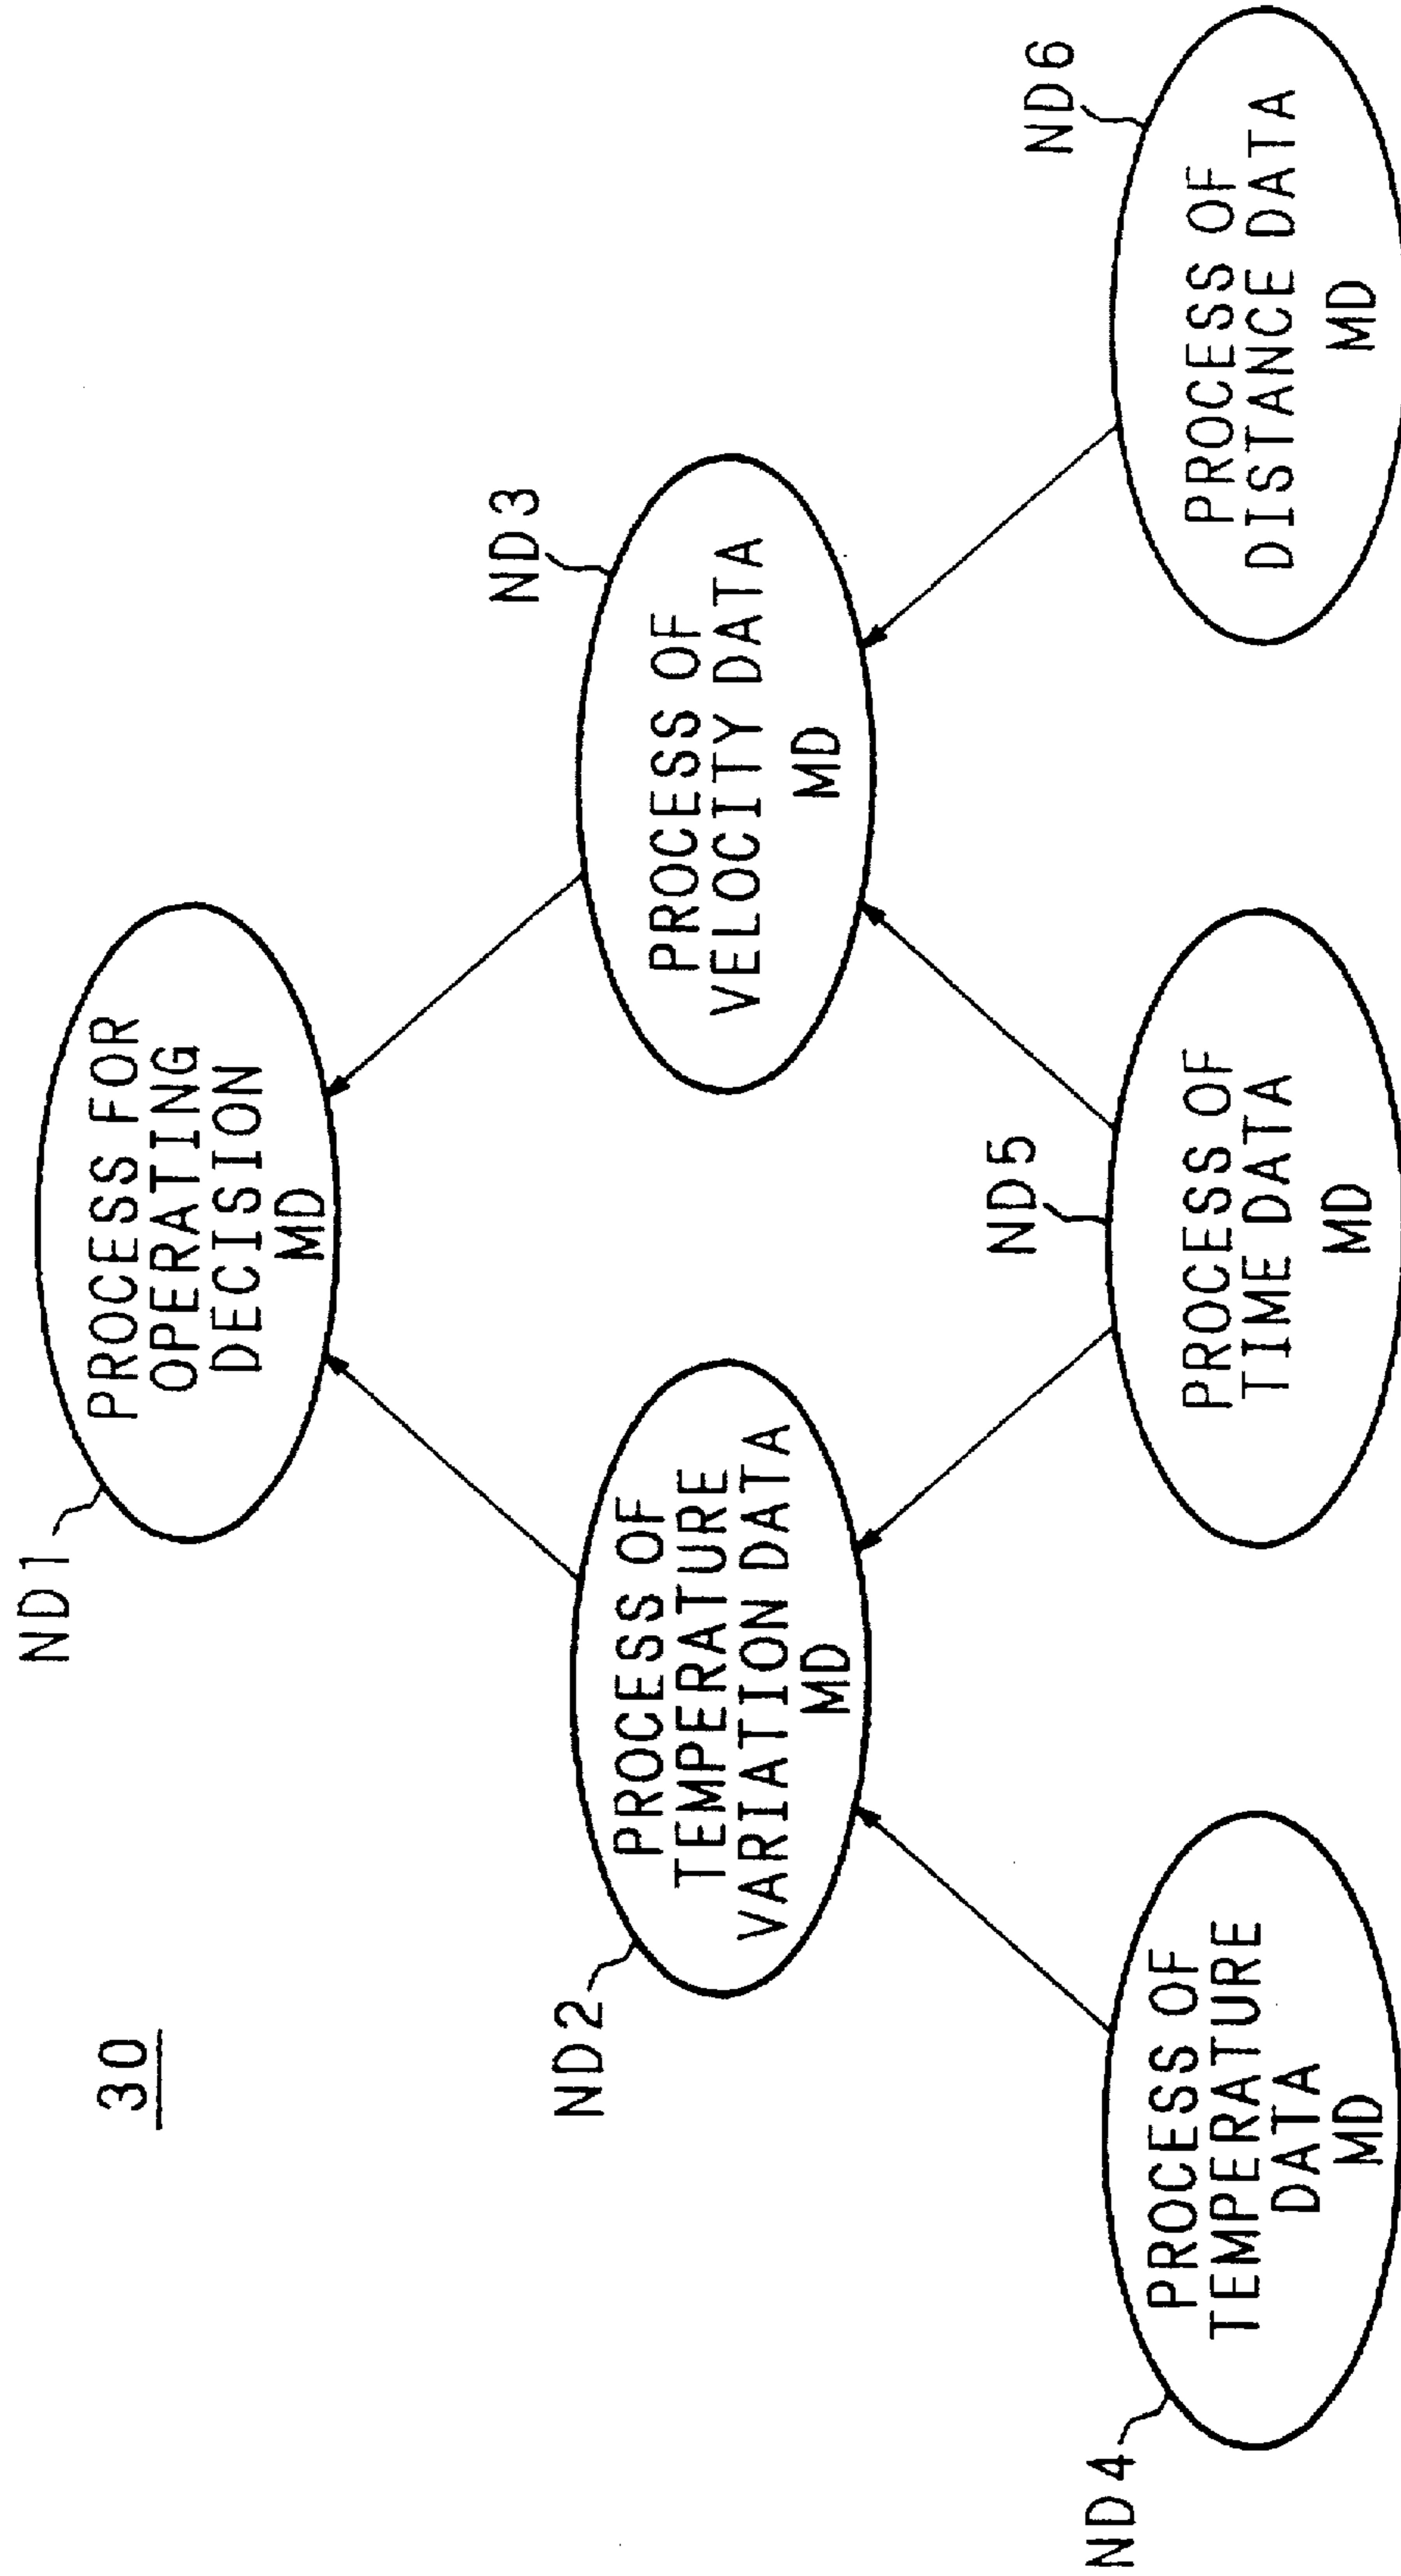 30
ND1
PROCESS FOR
OPERATING
DECISION
MD
ND2
PROCESS OF
TEMPERATURE
VARIATION DATA
MD
ND3
PROCESS OF
VELOCITY DATA
MD
ND4
PROCESS OF
TEMPERATURE
DATA
MD
ND5
PROCESS OF
TIME DATA
MD
ND6
PROCESS OF
DISTANCE DATA
MD